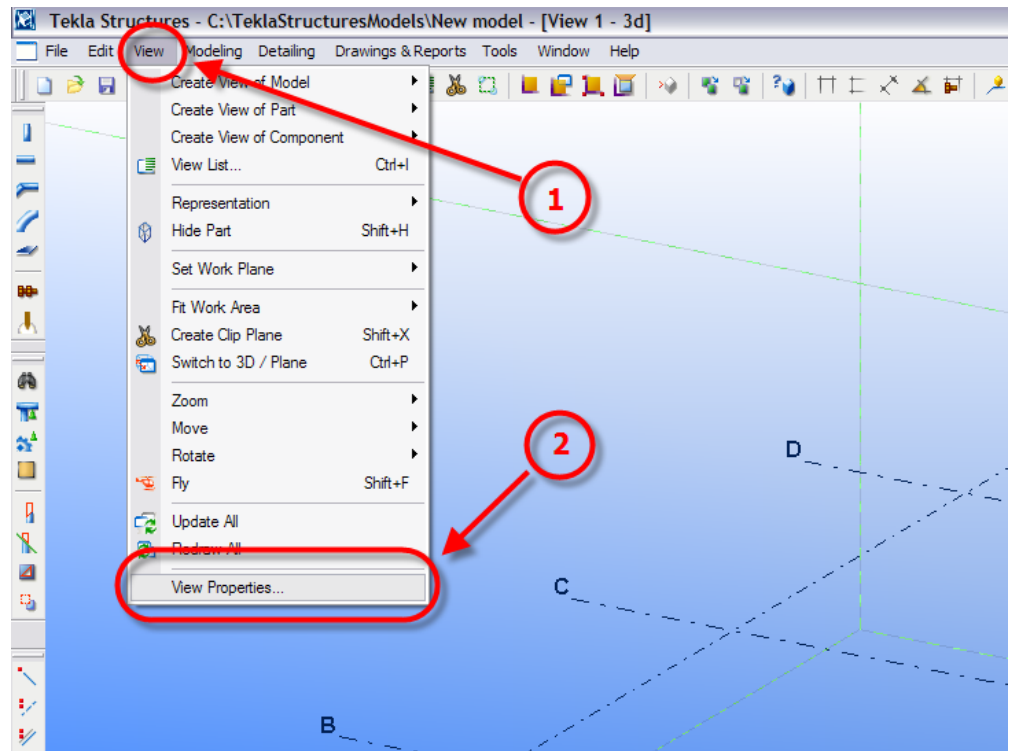 Tekla Structures - C:\TeklaStructuresModels\New model - [View 1 - 3d]
File Edit View Modeling Detailing Drawings & Reports Tools Window Help
Create View of Model
Create View of Part
Create View of Component
View List... Ctrl+I
1
Representation
Hide Part Shift+H
Set Work Plane
Fit Work Area
Create Clip Plane Shift+X
Switch to 3D / Plane Ctrl+P
Zoom
Move
2
D
Rotate
Fly Shift+F
Update All
Redraw All
View Properties...
C
B